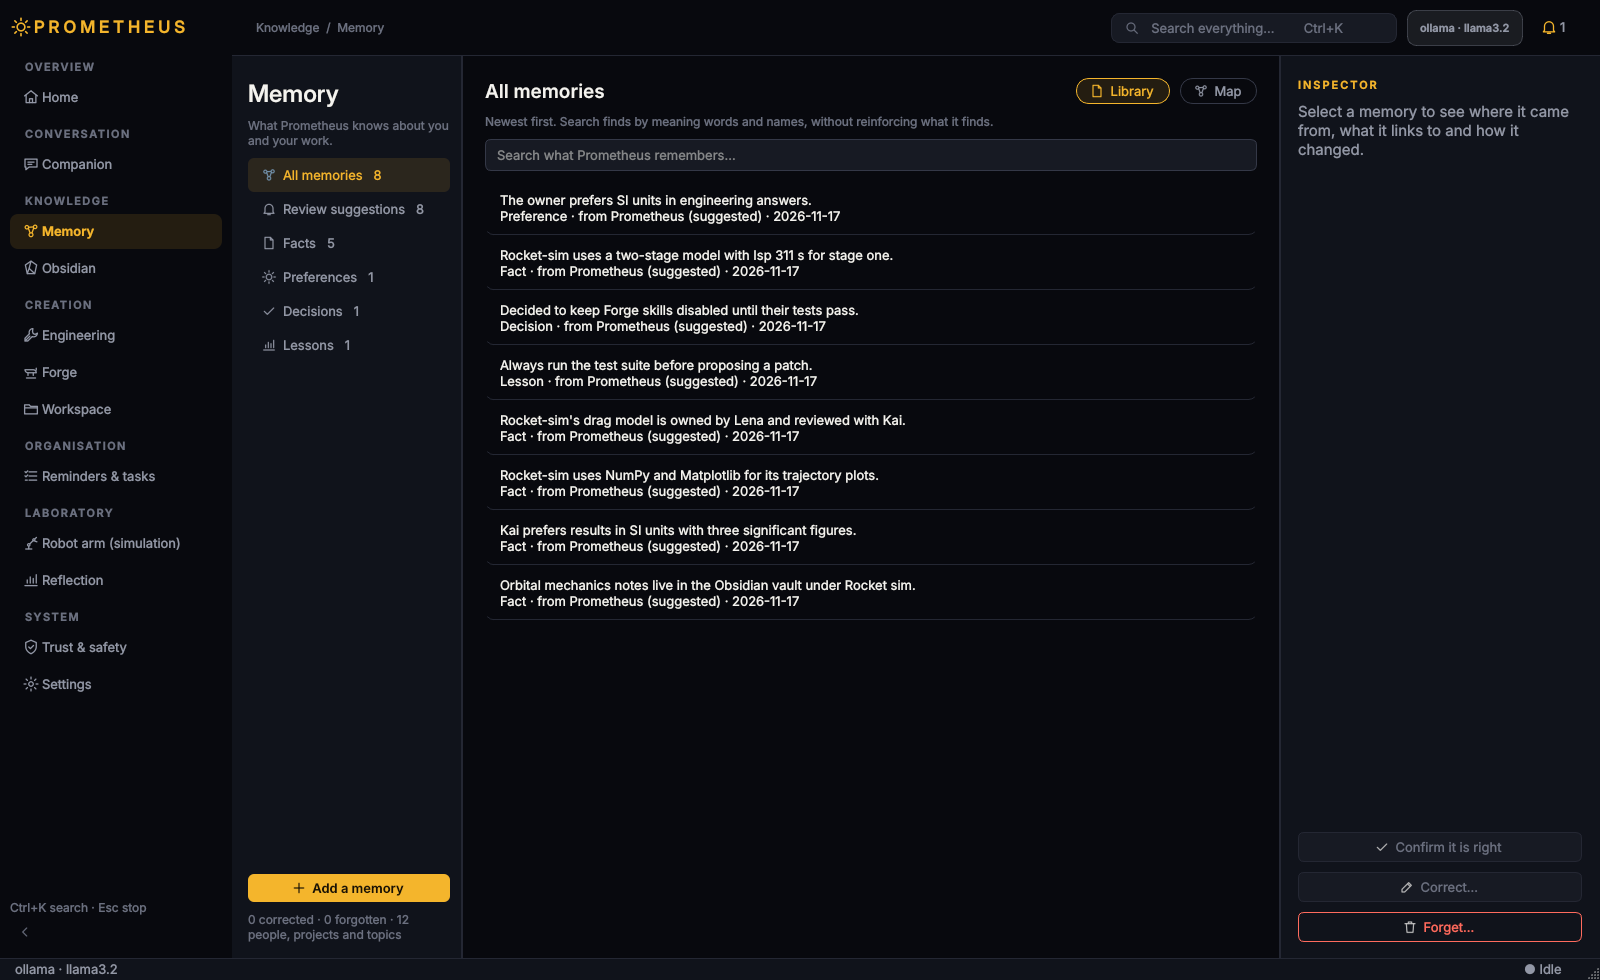 PROMETHEUS
Knowledge / Memory
Search everything... Ctrl+K
ollama · llama3.2
1
OVERVIEW
Home
CONVERSATION
Companion
KNOWLEDGE
Memory
Obsidian
CREATION
Engineering
Forge
Workspace
ORGANISATION
Reminders & tasks
LABORATORY
Robot arm (simulation)
Reflection
SYSTEM
Trust & safety
Settings
Ctrl+K search · Esc stop
Memory
What Prometheus knows about you
and your work.
All memories 8
Review suggestions 8
Facts 5
Preferences 1
Decisions 1
Lessons 1
Add a memory
0 corrected · 0 forgotten · 12
people, projects and topics
All memories
Library
Map
Newest first. Search finds by meaning words and names, without reinforcing what it finds.
Search what Prometheus remembers...
The owner prefers SI units in engineering answers.
Preference · from Prometheus (suggested) · 2026-11-17
Rocket-sim uses a two-stage model with Isp 311 s for stage one.
Fact · from Prometheus (suggested) · 2026-11-17
Decided to keep Forge skills disabled until their tests pass.
Decision · from Prometheus (suggested) · 2026-11-17
Always run the test suite before proposing a patch.
Lesson · from Prometheus (suggested) · 2026-11-17
Rocket-sim's drag model is owned by Lena and reviewed with Kai.
Fact · from Prometheus (suggested) · 2026-11-17
Rocket-sim uses NumPy and Matplotlib for its trajectory plots.
Fact · from Prometheus (suggested) · 2026-11-17
Kai prefers results in SI units with three significant figures.
Fact · from Prometheus (suggested) · 2026-11-17
Orbital mechanics notes live in the Obsidian vault under Rocket sim.
Fact · from Prometheus (suggested) · 2026-11-17
INSPECTOR
Select a memory to see where it came
from, what it links to and how it
changed.
Confirm it is right
Correct...
Forget...
ollama · llama3.2
Idle